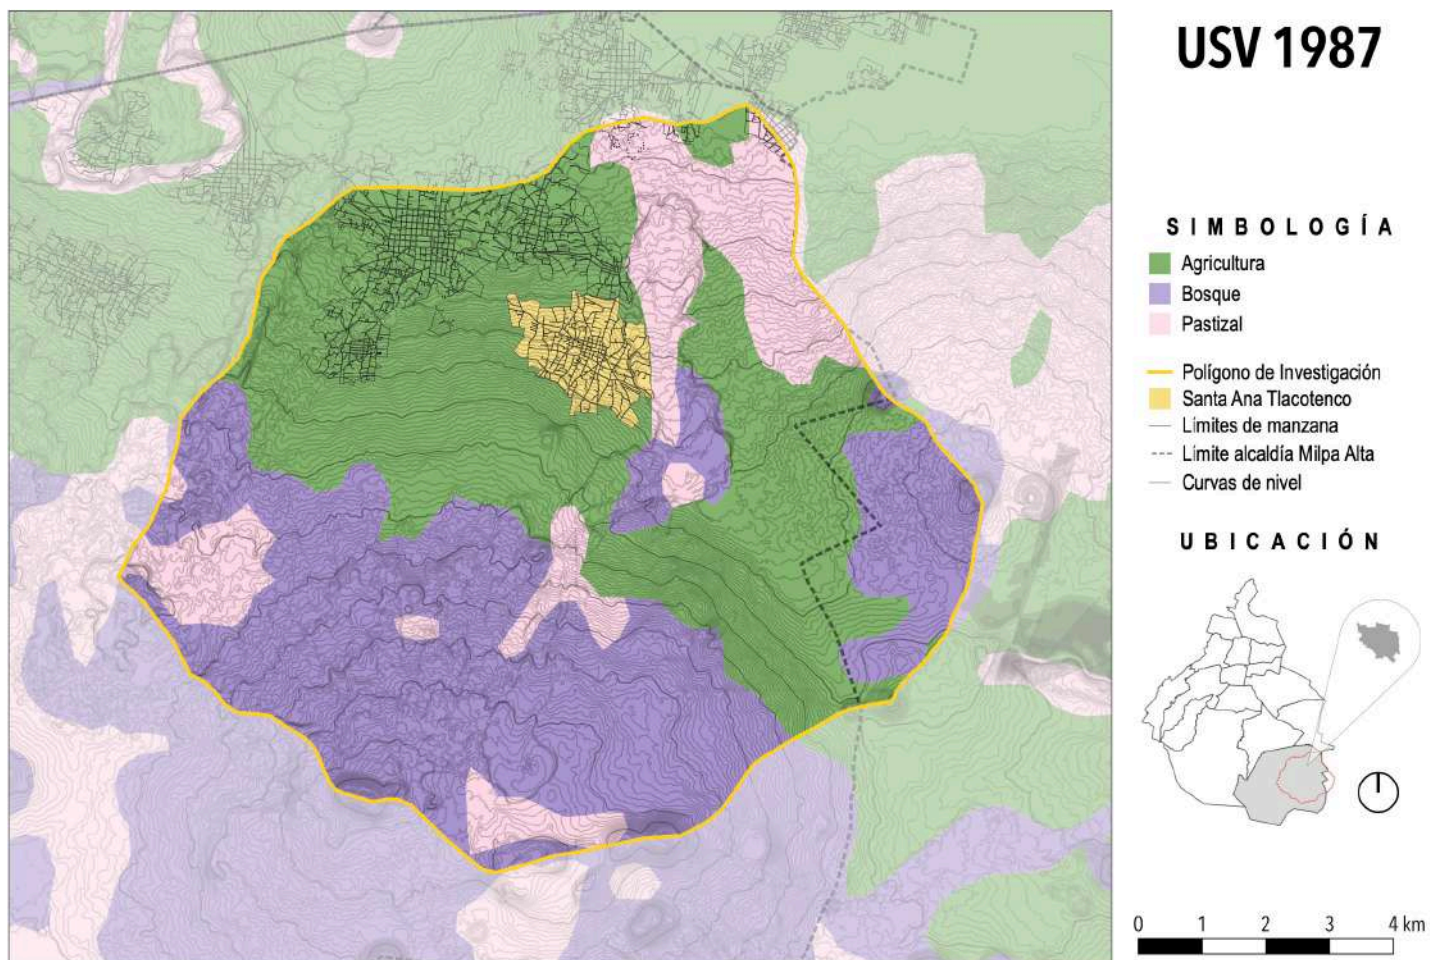 USV 1987
SIMBOLOGÍA
Agricultura
Bosque
Pastizal
Polígono de Investigación
Santa Ana Tlacotenco
Límites de manzana
Límite alcaldía Milpa Alta
Curvas de nivel
UBICACIÓN
0 1 2 3 4 km